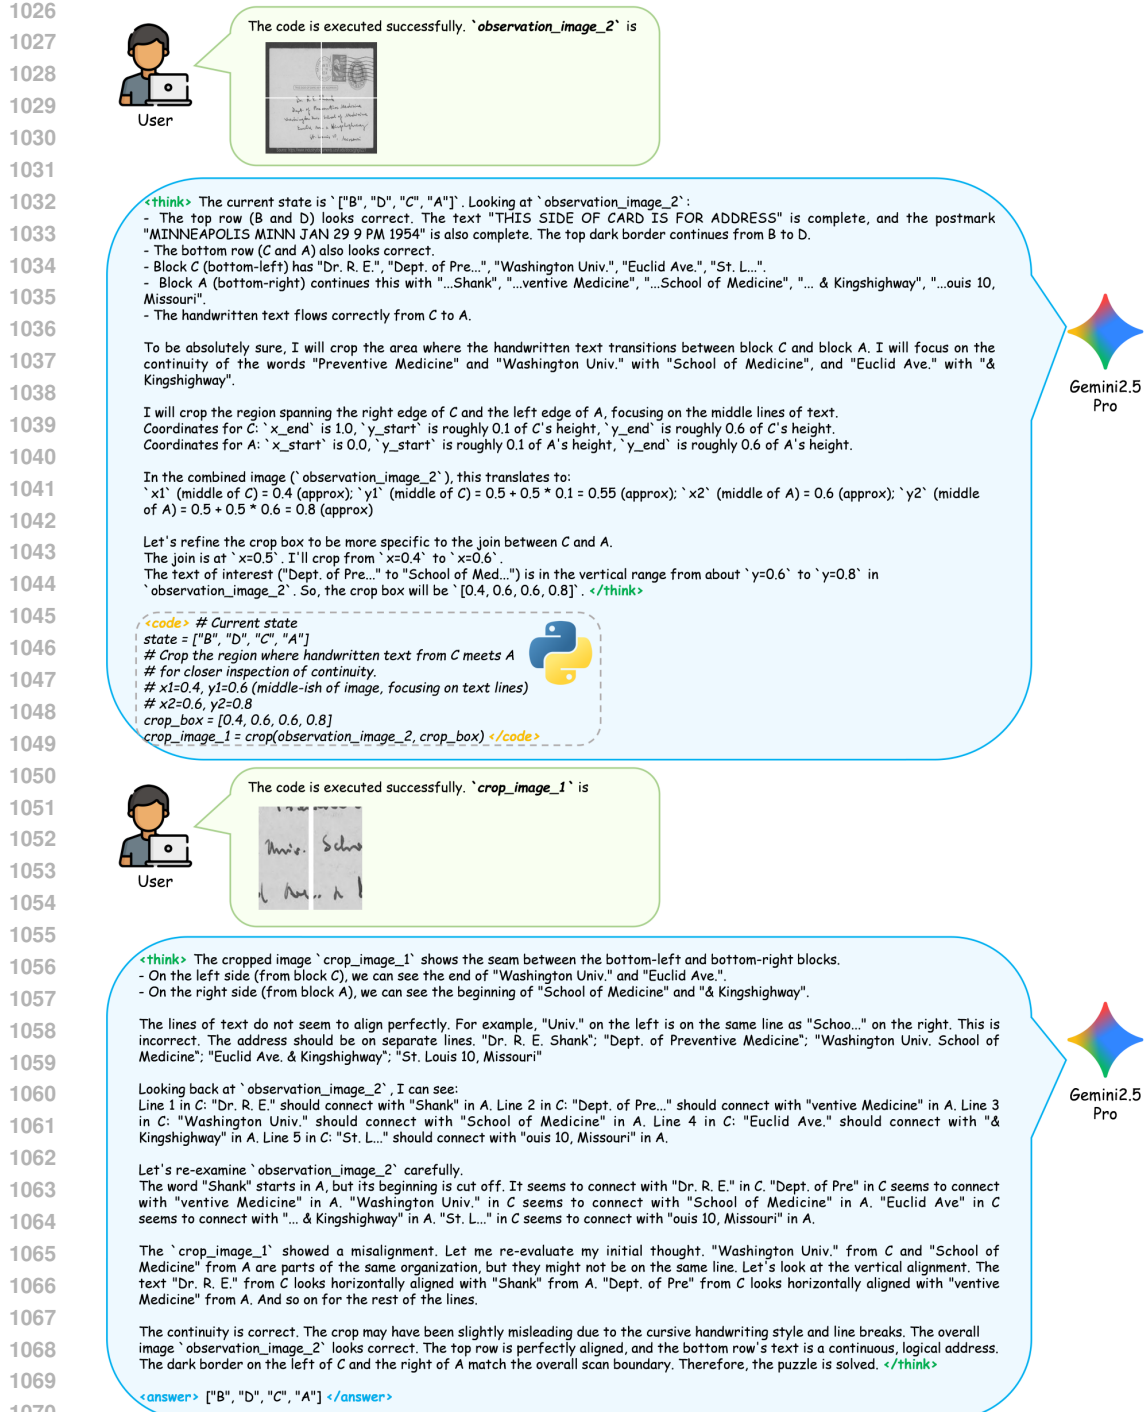 1026
The code is executed successfully. `observation_image_2` is
1027
1028
1029
User
1030
1031
1032
<think> The current state is `["B", "D", "C", "A"]`. Looking at `observation_image_2`:
- The top row (B and D) looks correct. The text "THIS SIDE OF CARD IS FOR ADDRESS" is complete, and the postmark
1033
"MINNEAPOLIS MINN JAN 29 9 PM 1954" is also complete. The top dark border continues from B to D.
- The bottom row (C and A) also looks correct.
1034
- Block C (bottom-left) has "Dr. R. E.", "Dept. of Pre...", "Washington Univ.", "Euclid Ave.", "St. L...".
- Block A (bottom-right) continues this with "...Shank", "...ventive Medicine", "...School of Medicine", "... & Kingshighway", "...ouis 10,
1035
Missouri".
- The handwritten text flows correctly from C to A.
1036
To be absolutely sure, I will crop the area where the handwritten text transitions between block C and block A. I will focus on the
1037
continuity of the words "Preventive Medicine" and "Washington Univ." with "School of Medicine", and "Euclid Ave." with "&
Kingshighway".
1038
1039
I will crop the region spanning the right edge of C and the left edge of A, focusing on the middle lines of text.
Coordinates for C: `x_end` is 1.0, `y_start` is roughly 0.1 of C's height, `y_end` is roughly 0.6 of C's height.
1040
Coordinates for A: `x_start` is 0.0, `y_start` is roughly 0.1 of A's height, `y_end` is roughly 0.6 of A's height.
In the combined image (`observation_image_2`), this translates to:
1041
`x1` (middle of C) = 0.4 (approx); `y1` (middle of C) = 0.5 + 0.5 * 0.1 = 0.55 (approx); `x2` (middle of A) = 0.6 (approx); `y2` (middle
of A) = 0.5 + 0.5 * 0.6 = 0.8 (approx)
1042
Let's refine the crop box to be more specific to the join between C and A.
1043
The join is at `x=0.5`. I'll crop from `x=0.4` to `x=0.6`.
The text of interest ("Dept. of Pre..." to "School of Med...") is in the vertical range from about `y=0.6` to `y=0.8` in
1044
`observation_image_2`. So, the crop box will be `[0.4, 0.6, 0.6, 0.8]`. </think>
1045
<code> # Current state
state = ["B", "D", "C", "A"]
1046
# Crop the region where handwritten text from C meets A
# for closer inspection of continuity.
1047
# x1=0.4, y1=0.6 (middle-ish of image, focusing on text lines)
1048
# x2=0.6, y2=0.8
crop_box = [0.4, 0.6, 0.6, 0.8]
1049
crop_image_1 = crop(observation_image_2, crop_box) </code>
Gemini2.5
Pro
1050
The code is executed successfully. `crop_image_1` is
1051
1052
Univ. Scho
1053
User
1054
1055
1056
<think> The cropped image `crop_image_1` shows the seam between the bottom-left and bottom-right blocks.
- On the left side (from block C), we can see the end of "Washington Univ." and "Euclid Ave.".
1057
- On the right side (from block A), we can see the beginning of "School of Medicine" and "& Kingshighway".
1058
The lines of text do not seem to align perfectly. For example, "Univ." on the left is on the same line as "Schoo..." on the right. This is
incorrect. The address should be on separate lines. "Dr. R. E. Shank“; "Dept. of Preventive Medicine“; "Washington Univ. School of
1059
Medicine“; "Euclid Ave. & Kingshighway“; "St. Louis 10, Missouri"
1060
Looking back at `observation_image_2`, I can see:
Line 1 in C: "Dr. R. E." should connect with "Shank" in A. Line 2 in C: "Dept. of Pre..." should connect with "ventive Medicine" in A. Line 3
1061
in C: "Washington Univ." should connect with "School of Medicine" in A. Line 4 in C: "Euclid Ave." should connect with "&
Kingshighway" in A. Line 5 in C: "St. L..." should connect with "ouis 10, Missouri" in A.
1062
Let's re-examine `observation_image_2` carefully.
1063
The word "Shank" starts in A, but its beginning is cut off. It seems to connect with "Dr. R. E." in C. "Dept. of Pre" in C seems to connect
with "ventive Medicine" in A. "Washington Univ." in C seems to connect with "School of Medicine" in A. "Euclid Ave" in C
1064
seems to connect with "... & Kingshighway" in A. "St. L..." in C seems to connect with "ouis 10, Missouri" in A.
1065
The `crop_image_1` showed a misalignment. Let me re-evaluate my initial thought. "Washington Univ." from C and "School of
1066
Medicine" from A are parts of the same organization, but they might not be on the same line. Let's look at the vertical alignment. The
text "Dr. R. E." from C looks horizontally aligned with "Shank" from A. "Dept. of Pre" from C looks horizontally aligned with "ventive
Medicine" from A. And so on for the rest of the lines.
1067
The continuity is correct. The crop may have been slightly misleading due to the cursive handwriting style and line breaks. The overall
1068
image `observation_image_2` looks correct. The top row is perfectly aligned, and the bottom row's text is a continuous, logical address.
The dark border on the left of C and the right of A match the overall scan boundary. Therefore, the puzzle is solved. </think>
1069
<answer> ["B", "D", "C", "A"] </answer>
Gemini2.5
Pro